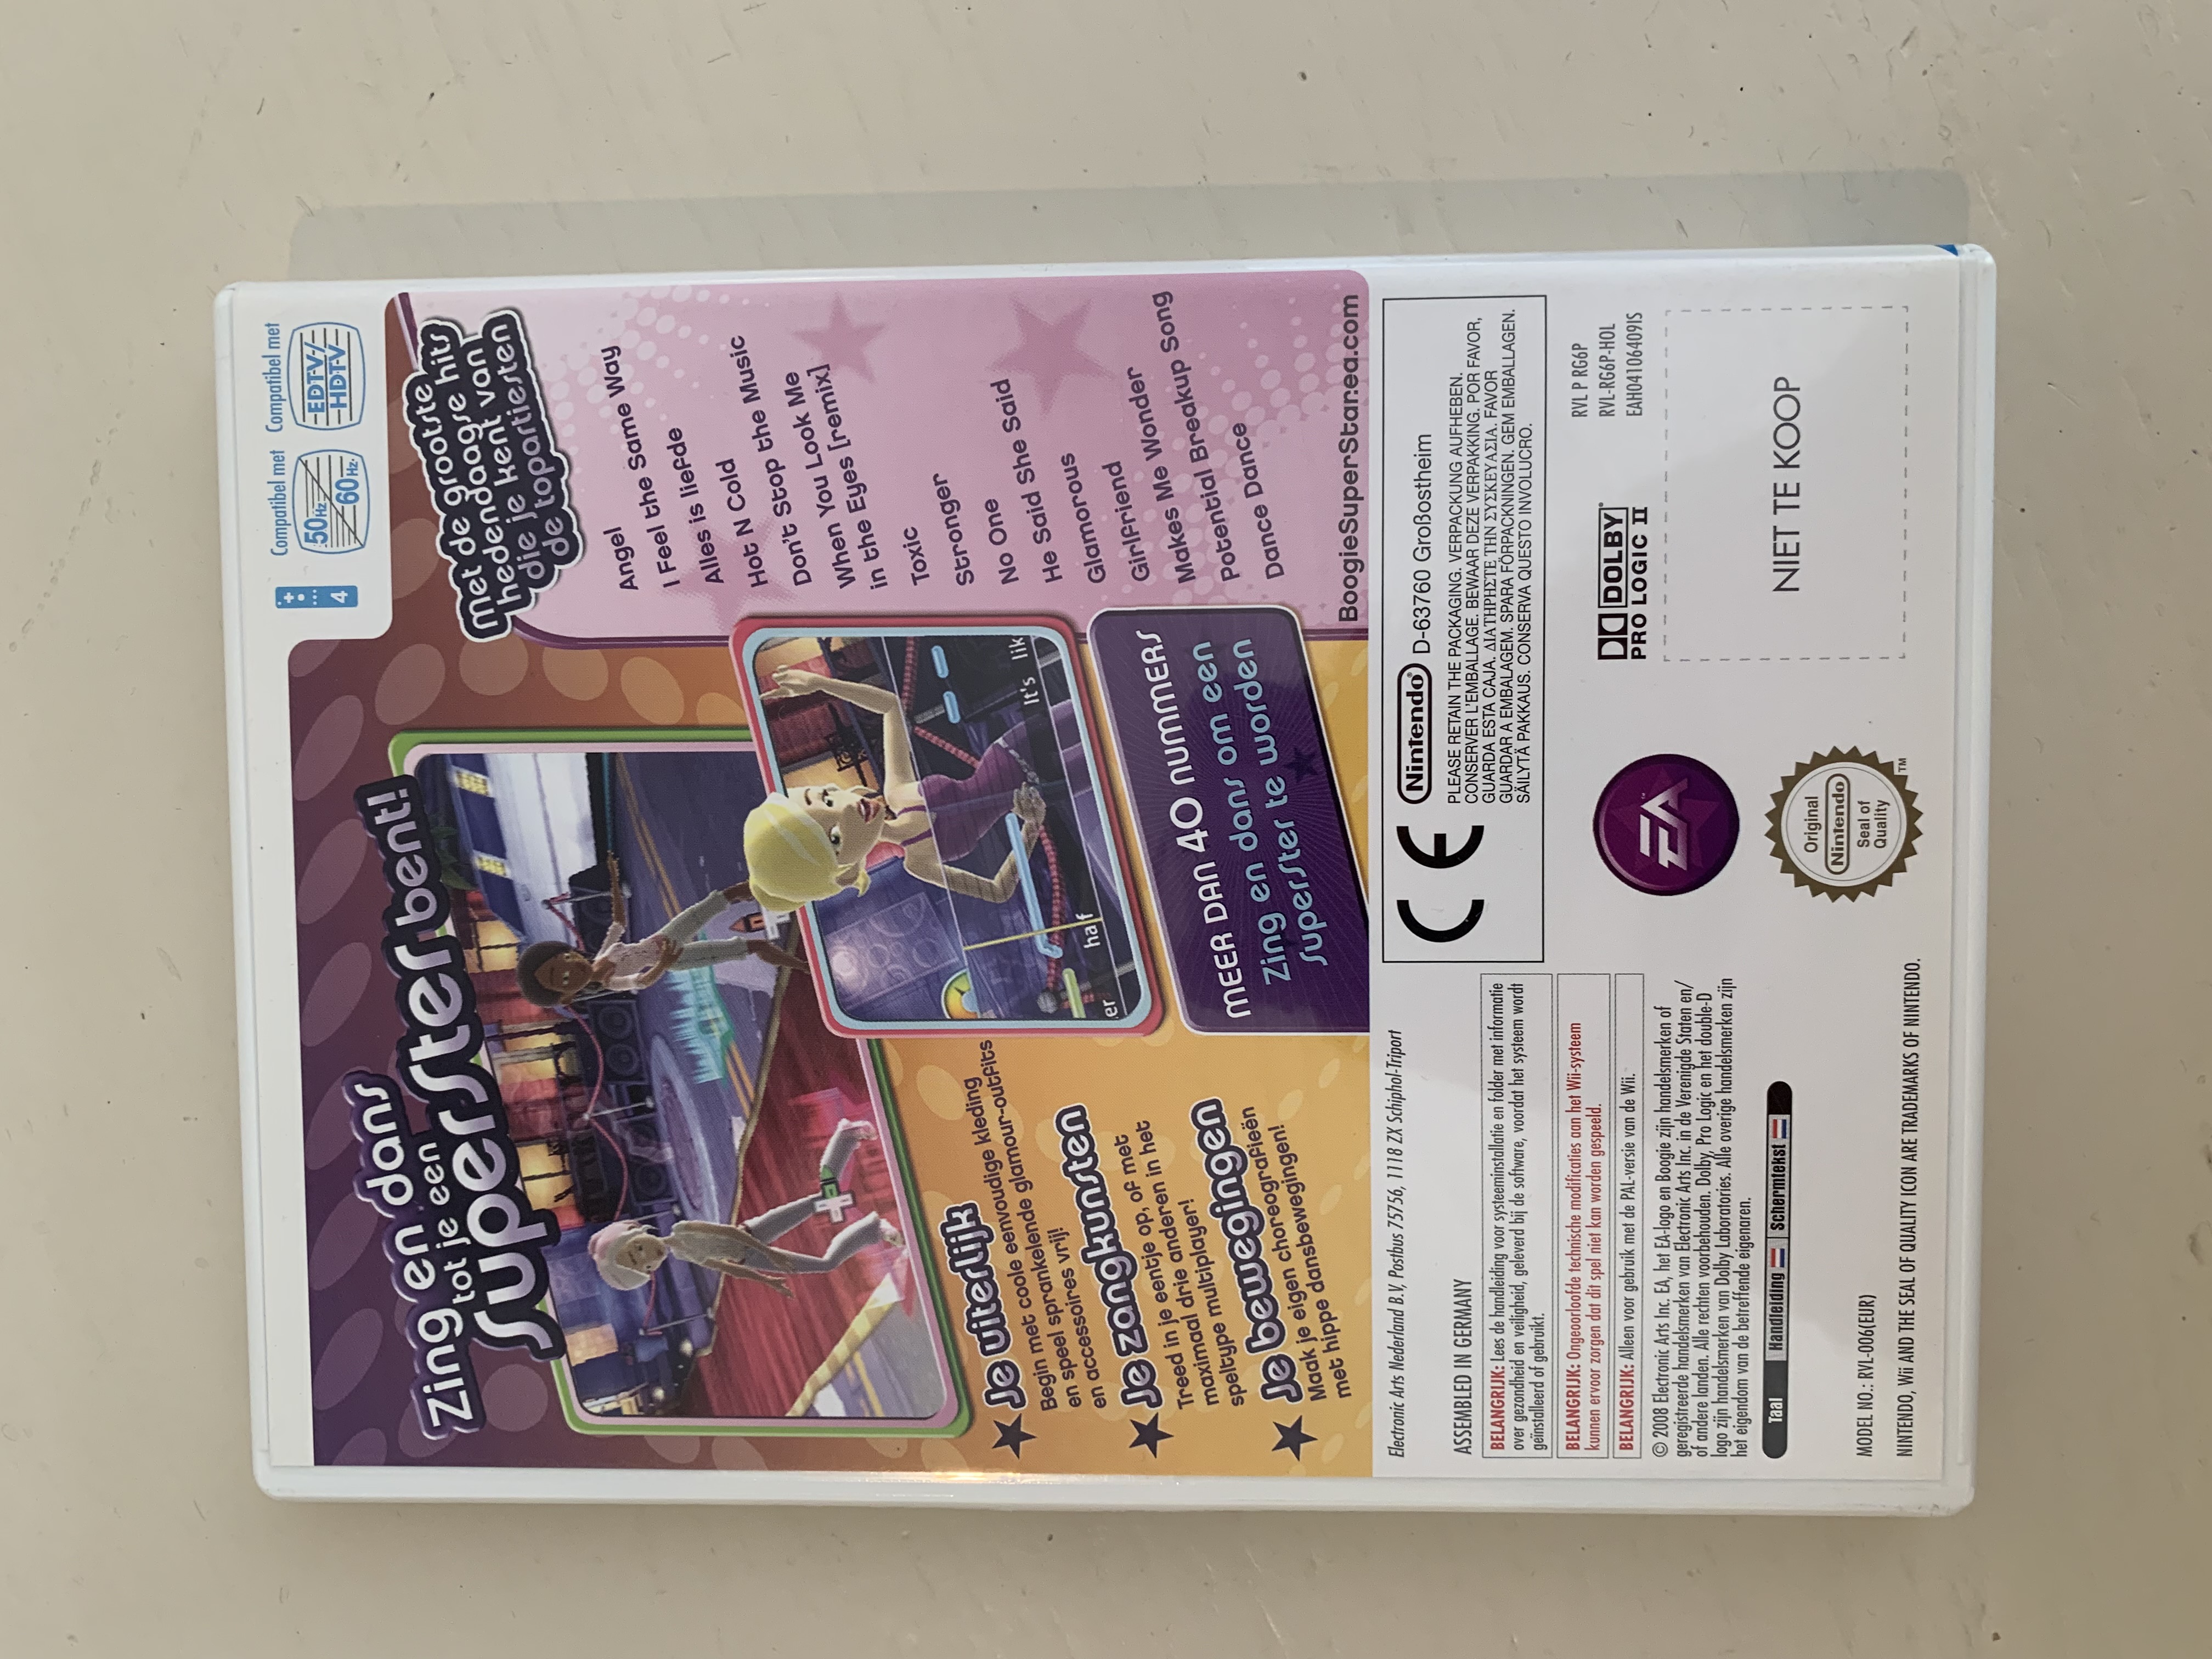 4
Compatibel met
50Hz
60Hz
Compatibel met
EDTV/
HDTV
Zing en dans
tot je een
superster bent!
Met de grootste
hedendaagse hits
die je kent van
de topartiesten
Angel
I Feel the Same Way
Alles is liefde
Hot N Cold
Don't Stop the Music
When You Look Me
in the Eyes [remix]
Toxic
Stronger
No One
He Said She Said
Glamorous
Girlfriend
Makes Me Wonder
Potential Breakup Song
Dance Dance
BoogieSuperStar.ea.com
Je uiterlijk
Begin met coole eenvoudige kleding
en speel sprankelende glamour-outfits
en accessoires vrij!
Je zangkunsten
Treed in je eentje op, of met
maximaal drie anderen in het
speltype multiplayer!
Je bewegingen
Maak je eigen choreografieën
met hippe dansbewegingen!
er half It's lik
MEER DAN 40 NUMMERS
Zing en dans om een
superster te worden
Electronic Arts Nederland B.V, Postbus 75756, 1118 ZX Schiphol-Triport
ASSEMBLED IN GERMANY
BELANGRIJK: Lees de handleiding voor systeeminstallatie en folder met informatie
over gezondheid en veiligheid, geleverd bij de software, voordat het systeem wordt
geïnstalleerd of gebruikt.
BELANGRIJK: Ongeoorloofde technische modificaties aan het Wii-systeem
kunnen ervoor zorgen dat dit spel niet kan worden gespeeld.
BELANGRIJK: Alleen voor gebruik met de PAL-versie van de Wii.
© 2008 Electronic Arts Inc. EA, het EA-logo en Boogie zijn handelsmerken of
geregistreerde handelsmerken van Electronic Arts Inc. in de Verenigde Staten en/
of andere landen. Alle rechten voorbehouden. Dolby, Pro Logic en het double-D
logo zijn handelsmerken van Dolby Laboratories. Alle overige handelsmerken zijn
het eigendom van de betreffende eigenaren.
Taal Handleiding Schermtekst
MODEL NO.: RVL-006(EUR)
NINTENDO, Wii AND THE SEAL OF QUALITY ICON ARE TRADEMARKS OF NINTENDO.
CE
Nintendo® D-63760 Großostheim
PLEASE RETAIN THE PACKAGING. VERPACKUNG AUFHEBEN.
CONSERVER L'EMBALLAGE. BEWAAR DEZE VERPAKKING. POR FAVOR,
GUARDA ESTA CAJA. ΔΙΑΤΗΡΗΣΤΕ ΤΗΝ ΣΥΣΚΕΥΑΣΙΑ. FAVOR
GUARDAR A EMBALAGEM. SPARA FÖRPACKNINGEN. GEM EMBALLAGEN.
SÄILYTÄ PAKKAUS. CONSERVA QUESTO INVOLUCRO.
EA™
DOLBY®
PRO LOGIC II
RVL P RG6P
RVL-RG6P-HOL
EAH04106409IS
Original
Nintendo
Seal of
Quality
TM
NIET TE KOOP